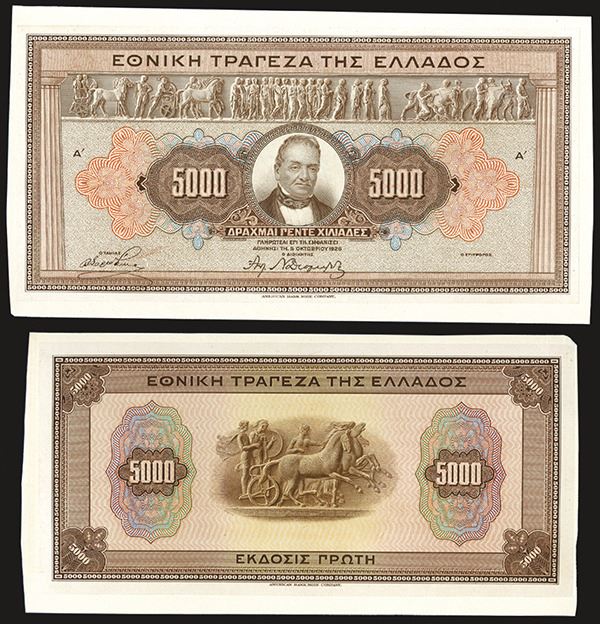 ΕΘΝΙΚΗ ΤΡΑΠΕΖΑ ΤΗΣ ΕΛΛΑΔΟΣ
Α′ Α′
5000 5000
ΔΡΑΧΜΑΙ ΠΕΝΤΕ ΧΙΛΙΑΔΕΣ
ΠΛΗΡΩΤΕΑΙ ΕΠΙ ΤΗ ΕΜΦΑΝΙΣΕΙ
ΑΘΗΝΗΣΙ ΤΗ 5 ΟΚΤΩΒΡΙΟΥ 1926
Ο ΤΑΜΙΑΣ Ο ΔΙΟΙΚΗΤΗΣ Ο ΕΠΙΤΡΟΠΟΣ
AMERICAN BANK NOTE COMPANY.
5000 5000
ΕΘΝΙΚΗ ΤΡΑΠΕΖΑ ΤΗΣ ΕΛΛΑΔΟΣ
5000 5000
5000 5000
ΕΚΔΟΣΙΣ ΠΡΩΤΗ
AMERICAN BANK NOTE COMPANY.